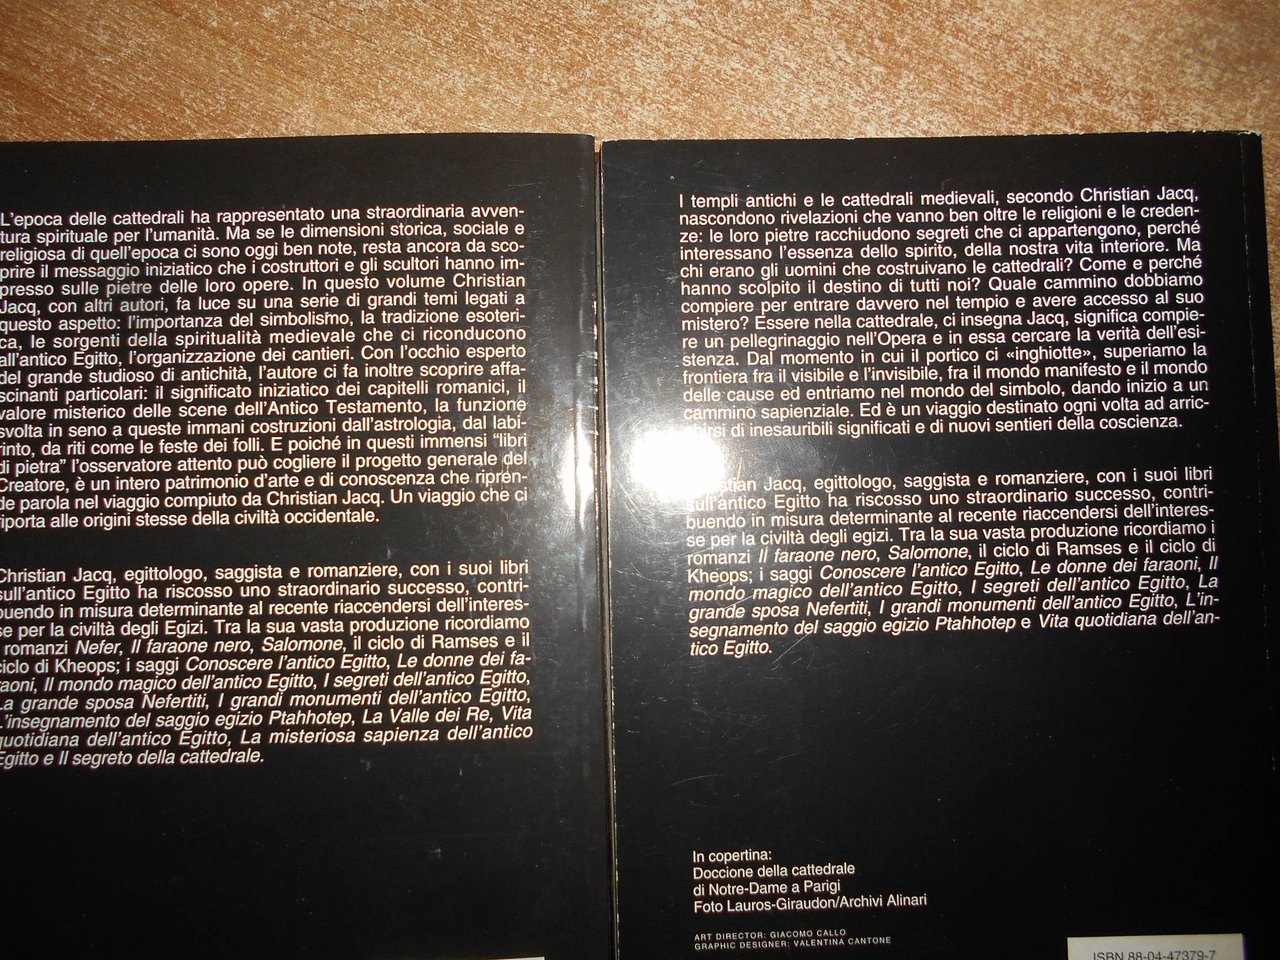 L'epoca delle cattedrali ha rappresentato una straordinaria avven-
tura spirituale per l'umanità. Ma se le dimensioni storica, sociale e
religiosa di quell'epoca ci sono oggi ben note, resta ancora da sco-
prire il messaggio iniziatico che i costruttori e gli scultori hanno im-
presso sulle pietre delle loro opere. In questo volume Christian
Jacq, con altri autori, fa luce su una serie di grandi temi legati a
questo aspetto: l'importanza del simbolismo, la tradizione esoteri-
ca, le sorgenti della spiritualità medievale che ci riconducono
all'antico Egitto, l'organizzazione dei cantieri. Con l'occhio esperto
del grande studioso di antichità, l'autore ci fa inoltre scoprire affa-
scinanti particolari: il significato iniziatico dei capitelli romanici, il
valore misterico delle scene dell'Antico Testamento, la funzione
svolta in seno a queste immani costruzioni dall'astrologia, dal labi-
rinto, da riti come le feste dei folli. E poiché in questi immensi "libri
di pietra" l'osservatore attento può cogliere il progetto generale del
Creatore, è un intero patrimonio d'arte e di conoscenza che ripren-
de parola nel viaggio compiuto da Christian Jacq. Un viaggio che ci
riporta alle origini stesse della civiltà occidentale.
Christian Jacq, egittologo, saggista e romanziere, con i suoi libri
sull'antico Egitto ha riscosso uno straordinario successo, contri-
buendo in misura determinante al recente riaccendersi dell'interes-
se per la civiltà degli Egizi. Tra la sua vasta produzione ricordiamo
i romanzi Nefer, Il faraone nero, Salomone, il ciclo di Ramses e il
ciclo di Kheops; i saggi Conoscere l'antico Egitto, Le donne dei fa-
raoni, Il mondo magico dell'antico Egitto, I segreti dell'antico Egitto,
La grande sposa Nefertiti, I grandi monumenti dell'antico Egitto,
L'insegnamento del saggio egizio Ptahhotep, La Valle dei Re, Vita
quotidiana dell'antico Egitto, La misteriosa sapienza dell'antico
Egitto e Il segreto della cattedrale.
I templi antichi e le cattedrali medievali, secondo Christian Jacq,
nascondono rivelazioni che vanno ben oltre le religioni e le creden-
ze: le loro pietre racchiudono segreti che ci appartengono, perché
interessano l'essenza dello spirito, della nostra vita interiore. Ma
chi erano gli uomini che costruivano le cattedrali? Come e perché
hanno scolpito il destino di tutti noi? Quale cammino dobbiamo
compiere per entrare davvero nel tempio e avere accesso al suo
mistero? Essere nella cattedrale, ci insegna Jacq, significa compie-
re un pellegrinaggio nell'Opera e in essa cercare la verità dell'esi-
stenza. Dal momento in cui il portico ci «inghiotte», superiamo la
frontiera fra il visibile e l'invisibile, fra il mondo manifesto e il mondo
delle cause ed entriamo nel mondo del simbolo, dando inizio a un
cammino sapienziale. Ed è un viaggio destinato ogni volta ad arric-
chirsi di inesauribili significati e di nuovi sentieri della coscienza.
Christian Jacq, egittologo, saggista e romanziere, con i suoi libri
sull'antico Egitto ha riscosso uno straordinario successo, contri-
buendo in misura determinante al recente riaccendersi dell'interes-
se per la civiltà degli egizi. Tra la sua vasta produzione ricordiamo i
romanzi Il faraone nero, Salomone, il ciclo di Ramses e il ciclo di
Kheops; i saggi Conoscere l'antico Egitto, Le donne dei faraoni, Il
mondo magico dell'antico Egitto, I segreti dell'antico Egitto, La
grande sposa Nefertiti, I grandi monumenti dell'antico Egitto, L'in-
segnamento del saggio egizio Ptahhotep e Vita quotidiana dell'an-
tico Egitto.
In copertina:
Doccione della cattedrale
di Notre-Dame a Parigi
Foto Lauros-Giraudon/Archivi Alinari
ART DIRECTOR: GIACOMO CALLO
GRAPHIC DESIGNER: VALENTINA CANTONE
ISBN 88-04-47379-7